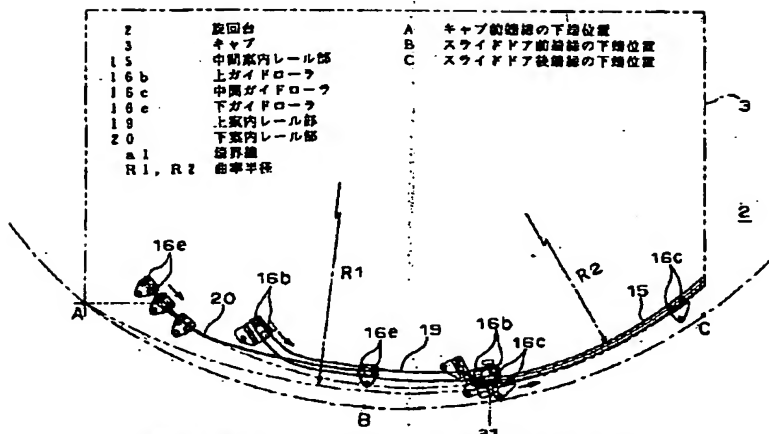 2 旋回台
3 キャブ
15 中間案内レール部
16b 上ガイドローラ
16c 中間ガイドローラ
16e 下ガイドローラ
19 上案内レール部
20 下案内レール部
a1 境界線
R1, R2 曲率半径
A キャブ前端縁の下端位置
B スライドドア前端縁の下端位置
C スライドドア後端縁の下端位置
3
2
16e
16b
R1
R2
16c
15
A
20
16e
19
16b
16c
C
B